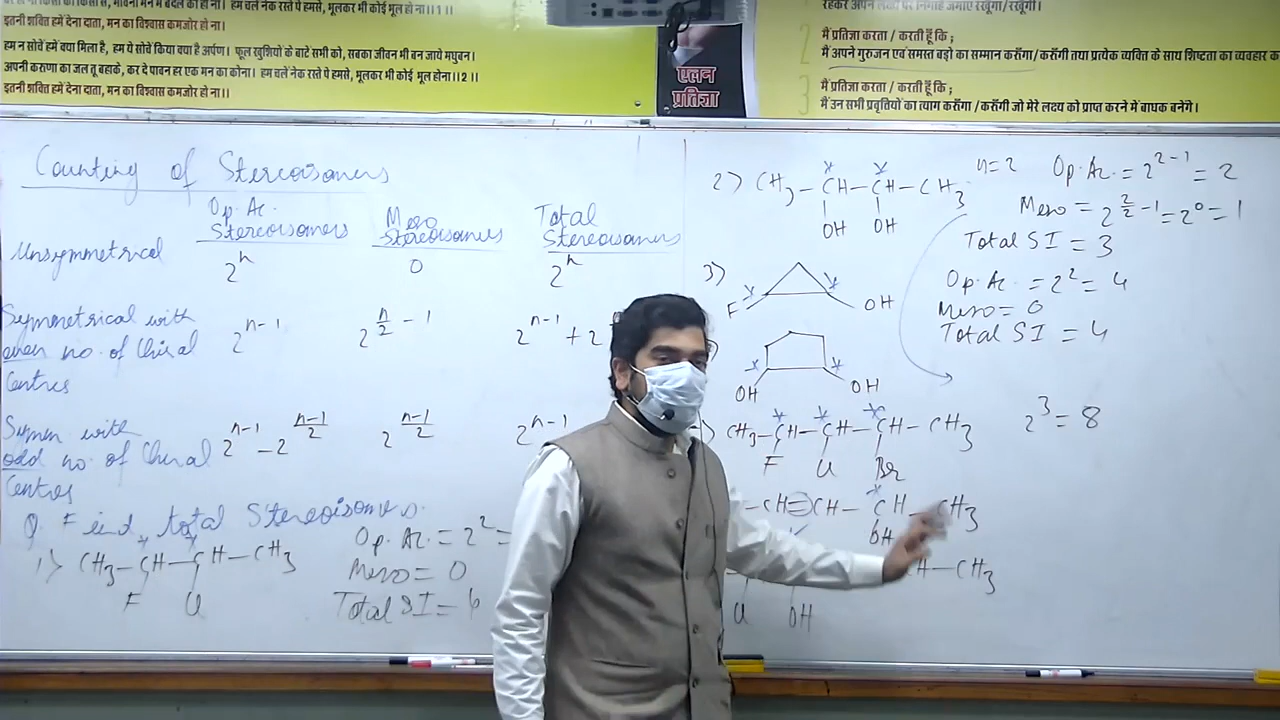 इतनी शक्ति हमें देना दाता, मन का विश्वास कमजोर हो ना।
हम न सोचें हमें क्या मिला है, हम ये सोचें किया क्या है अर्पण। फूल खुशियों के बाटे सभी को, सबका जीवन भी बन जाये मधुबन।
अपनी करुणा का जल तू बहाके, कर दे पावन हर एक मन का कोना। हम चलें नेक रस्ते पे हमसे, भूलकर भी कोई भूल होना।।2।।
इतनी शक्ति हमें देना दाता, मन का विश्वास कमजोर हो ना।।
एलन
प्रतिज्ञा
2 मैं प्रतिज्ञा करता / करती हूँ कि ;
मैं अपने गुरुजन एवं समस्त बड़ो का सम्मान करुँगा / करुँगी तथा प्रत्येक व्यक्ति के साथ शिष्टता का व्यवहार क
3 मैं प्रतिज्ञा करता / करती हूँ कि ;
मैं उन सभी प्रवृत्तियों का त्याग करुँगा / करुँगी जो मेरे लक्ष्य को प्राप्त करने में बाधक बनेंगे।
Counting of Stereoisomers
Op. Ac. Stereoisomers Meso Stereoisomers Total Stereoisomers
Unsymmetrical 2^n 0 2^n
Symmetrical with even no. of Chiral Centres 2^{n-1} 2^{n/2 - 1} 2^{n-1} + 2
Symm with odd no. of Chiral Centres 2^{n-1} - 2^{(n-1)/2} 2^{(n-1)/2} 2^{n-1}
Q. Find total Stereoisomers.
1) CH3-CH-CH-CH3
F Cl
Op. Ac. = 2^2 =
Meso = 0
Total SI = 4
2) CH3-CH-CH-CH3 n=2
OH OH
Op. Ac. = 2^{2-1} = 2
Meso = 2^{2/2 - 1} = 2^0 = 1
Total SI = 3
3)
F OH
Op. Ac. = 2^2 = 4
Meso = 0
Total SI = 4
OH OH
) CH3-CH-CH-CH-CH3 2^3 = 8
F Cl Br
-CH=CH-CH-CH3
OH
H-CH3
Cl OH